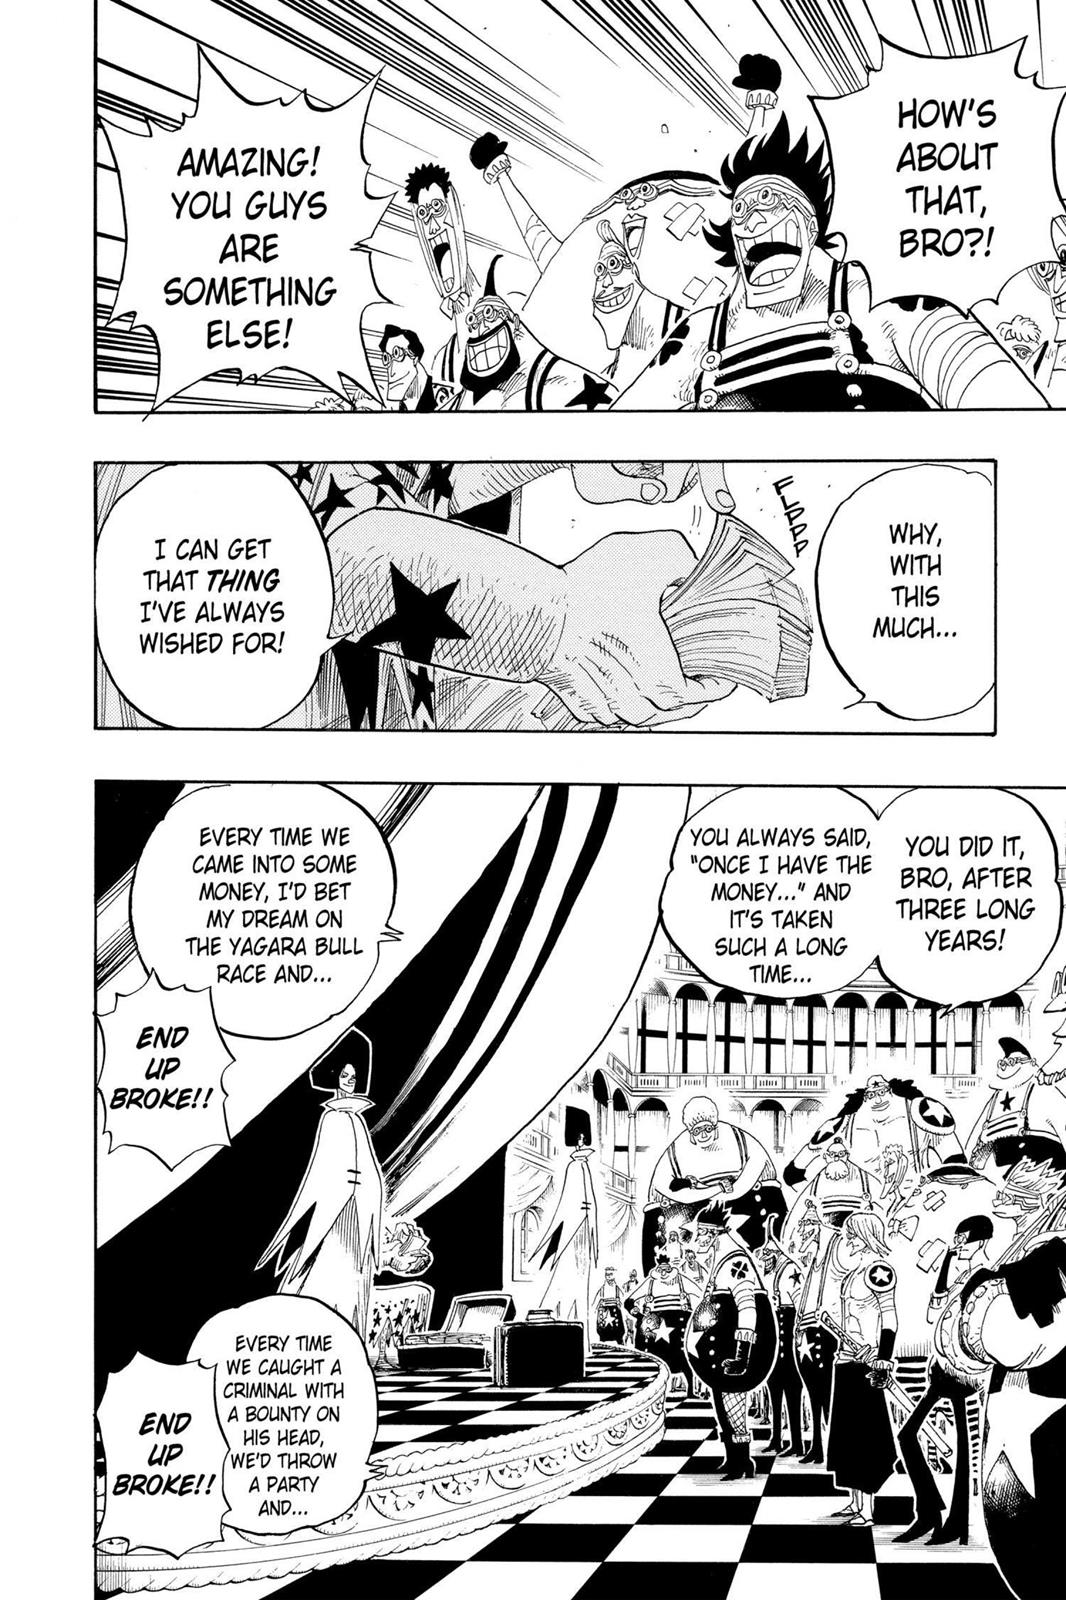 HOW'S
ABOUT
THAT,
BRO?!
AMAZING!
YOU GUYS
ARE
SOMETHING
ELSE!
WHY,
WITH
THIS
MUCH...
FLPPP
I CAN GET
THAT THING
I'VE ALWAYS
WISHED FOR!
YOU DID IT,
BRO, AFTER
THREE LONG
YEARS!
YOU ALWAYS SAID,
"ONCE I HAVE THE
MONEY..." AND
IT'S TAKEN
SUCH A LONG
TIME...
EVERY TIME WE
CAME INTO SOME
MONEY, I'D BET
MY DREAM ON
THE YAGARA BULL
RACE AND...
END
UP
BROKE!!
EVERY TIME
WE CAUGHT A
CRIMINAL WITH
A BOUNTY ON
HIS HEAD,
WE'D THROW
A PARTY
AND...
END
UP
BROKE!!